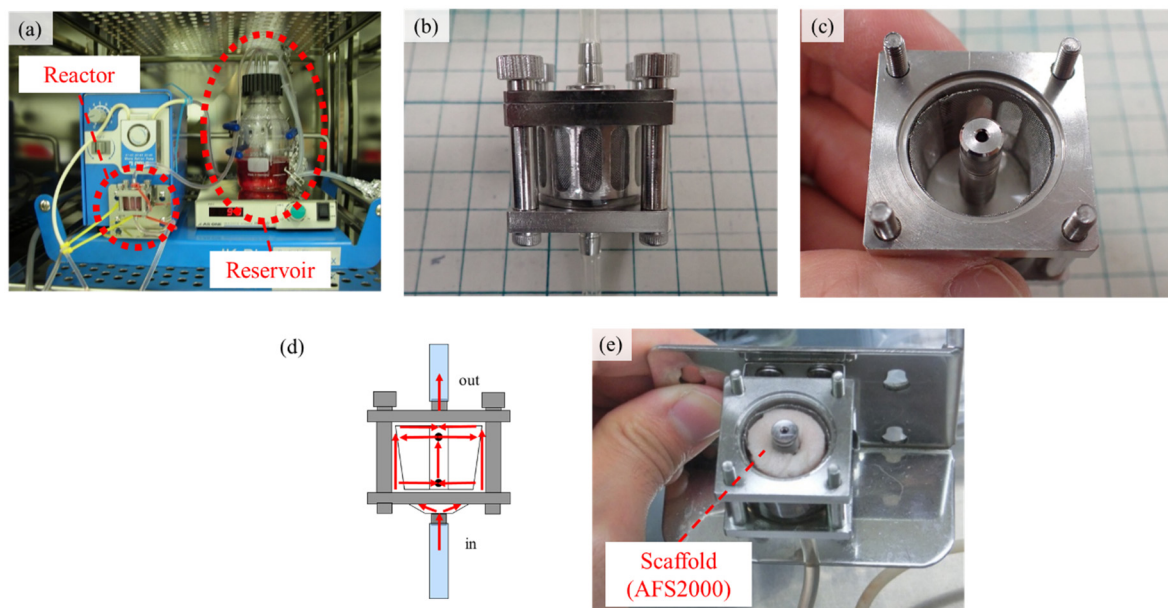 (a)
Reactor
Reservoir
(b)
(c)
(d)
out
in
(e)
Scaffold
(AFS2000)